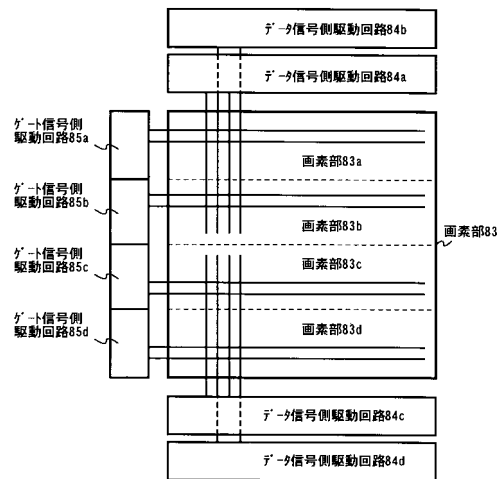 データ信号側駆動回路84b
データ信号側駆動回路84a
ゲート信号側
駆動回路85a
ゲート信号側
駆動回路85b
ゲート信号側
駆動回路85c
ゲート信号側
駆動回路85d
画素部83a
画素部83b
画素部83c
画素部83d
画素部83
データ信号側駆動回路84c
データ信号側駆動回路84d